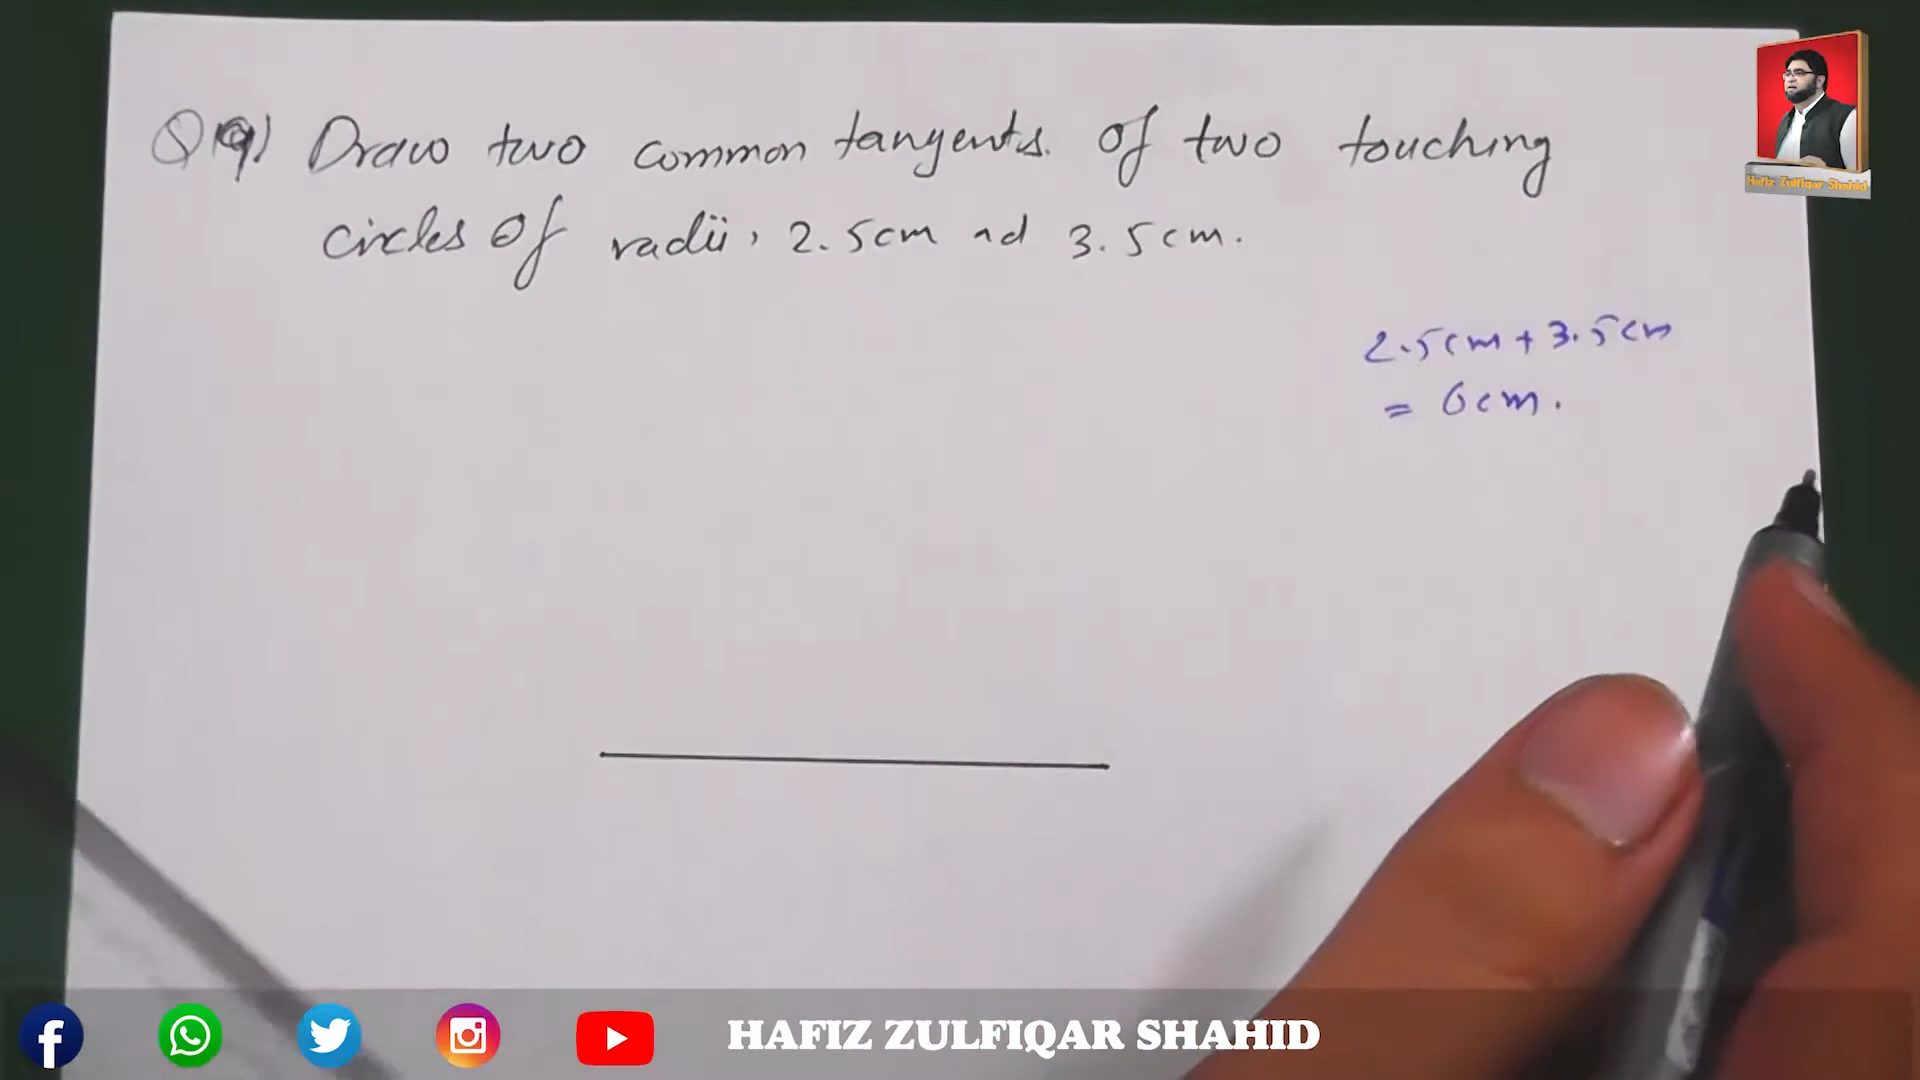 Q9) Draw two common tangents. of two touching
circles of radii, 2.5cm nd 3.5cm.
2.5cm + 3.5cm
= 6cm.
Hafiz Zulfiqar Shahid
HAFIZ ZULFIQAR SHAHID